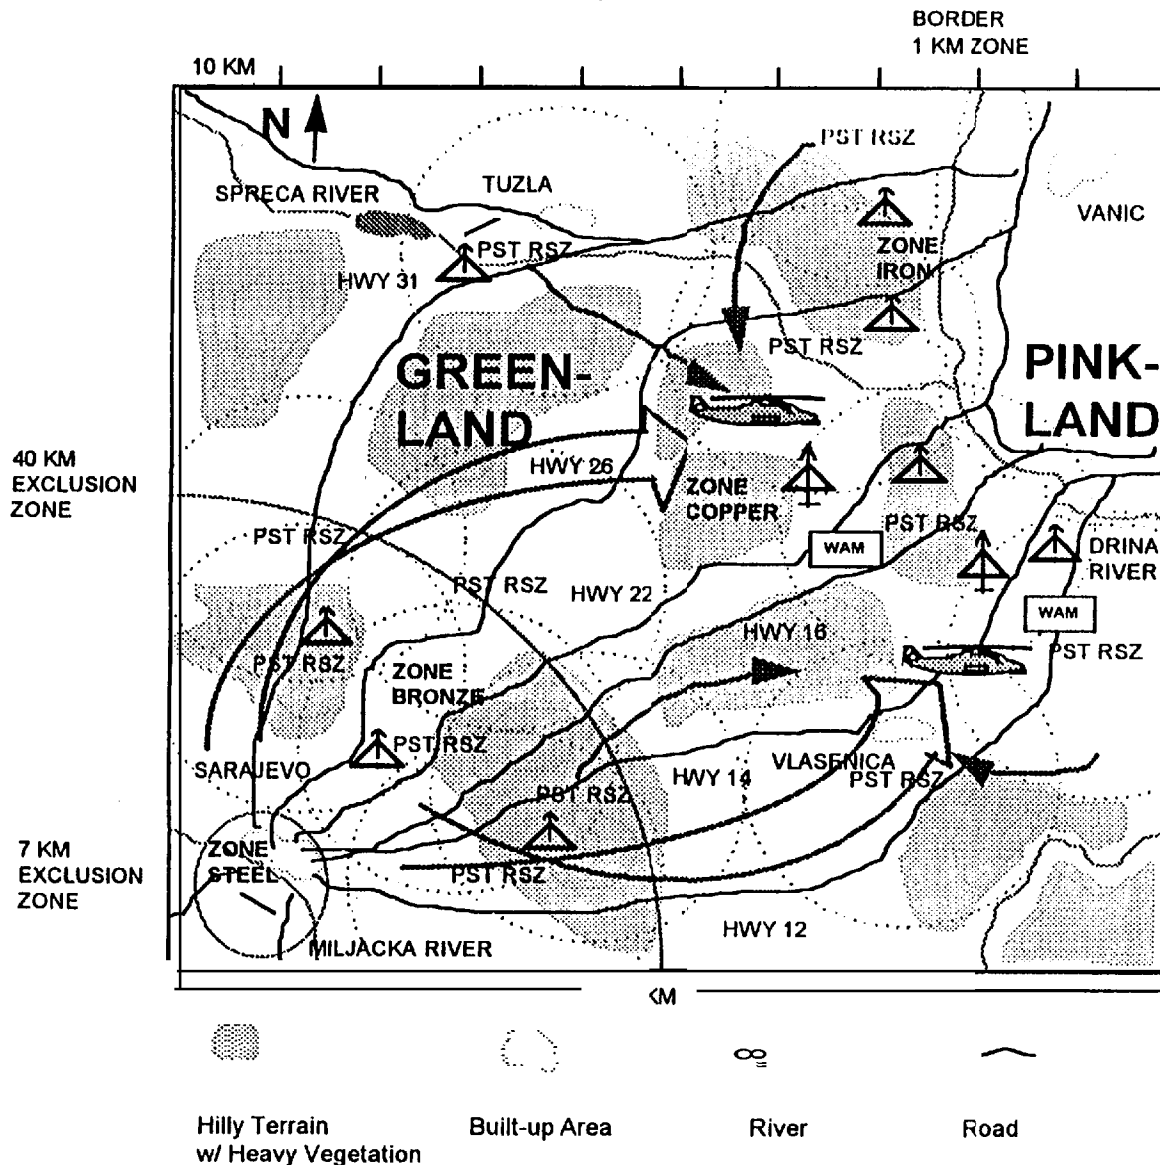 BORDER
1 KM ZONE
10 KM
N
PST RSZ
SPRECA RIVER
TUZLA
VANIC
PST RSZ
ZONE
IRON
HWY 31
PST RSZ
GREEN-
LAND
PINK-
LAND
40 KM
EXCLUSION
ZONE
HWY 26
ZONE
COPPER
PST RSZ
PST RSZ
WAM
DRINA
RIVER
PST RSZ
HWY 22
WAM
HWY 16
PST RSZ
PST RSZ
ZONE
BRONZE
PST RSZ
SARAJEVO
VLASENICA
HWY 14
PST RSZ
PST RSZ
7 KM
EXCLUSION
ZONE
ZONE
STEEL
PST RSZ
HWY 12
MILJACKA RIVER
KM
Hilly Terrain
w/ Heavy Vegetation
Built-up Area
River
Road